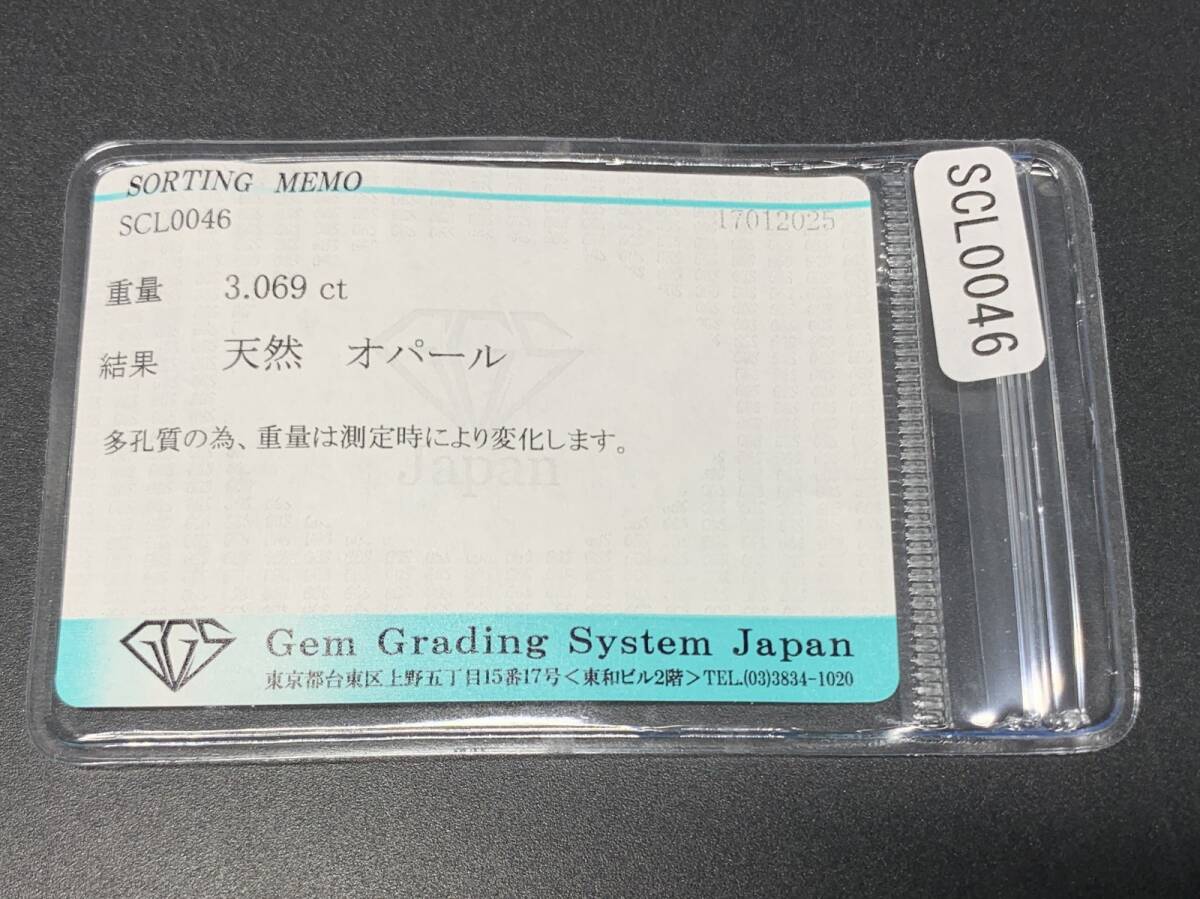 SORTING MEMO
SCL0046 17012025
重量 3.069 ct
結果 天然 オパール
多孔質の為、重量は測定時により変化します。
Japan
GGS Gem Grading System Japan
東京都台東区上野五丁目15番17号＜東和ビル2階＞TEL.(03)3834-1020
SCL0046